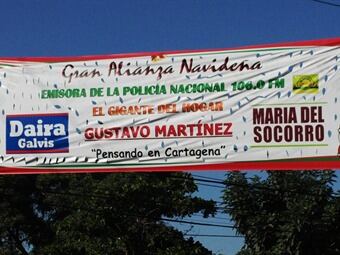 Gran Alianza Navidena
EMISORA DE LA POLICIA NACIONAL 106.0 FM
EL GIGANTE DEL HOGAR
Daira
Galvis
GUSTAVO MARTÍNEZ
"Pensando en Cartagena"
MARIA DEL
SOCORRO